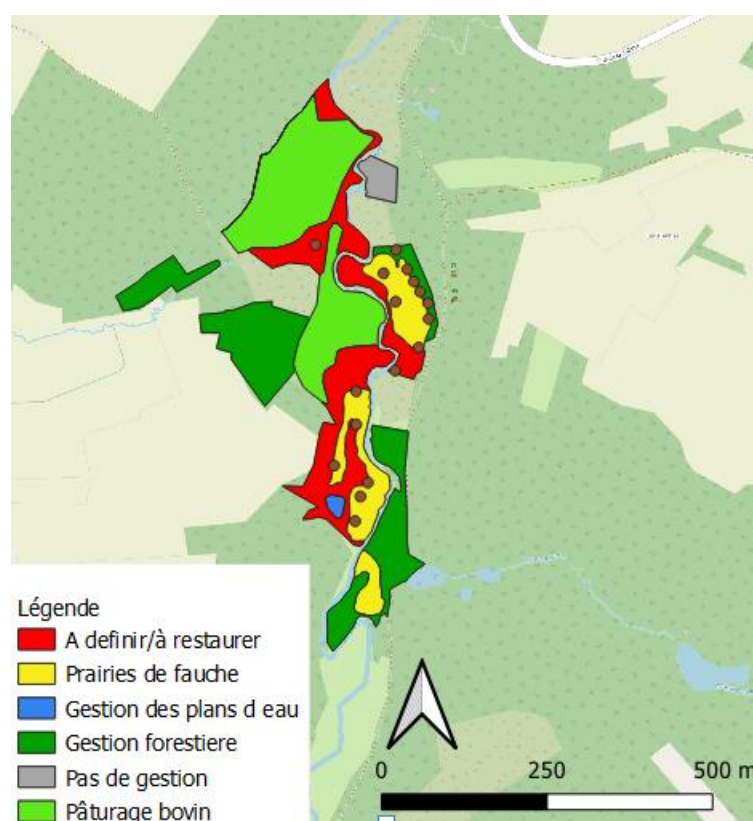 Légende
A definir/à restaurer
Prairies de fauche
Gestion des plans d eau
Gestion forestiere
Pas de gestion
Pâturage bovin
0 250 500 m